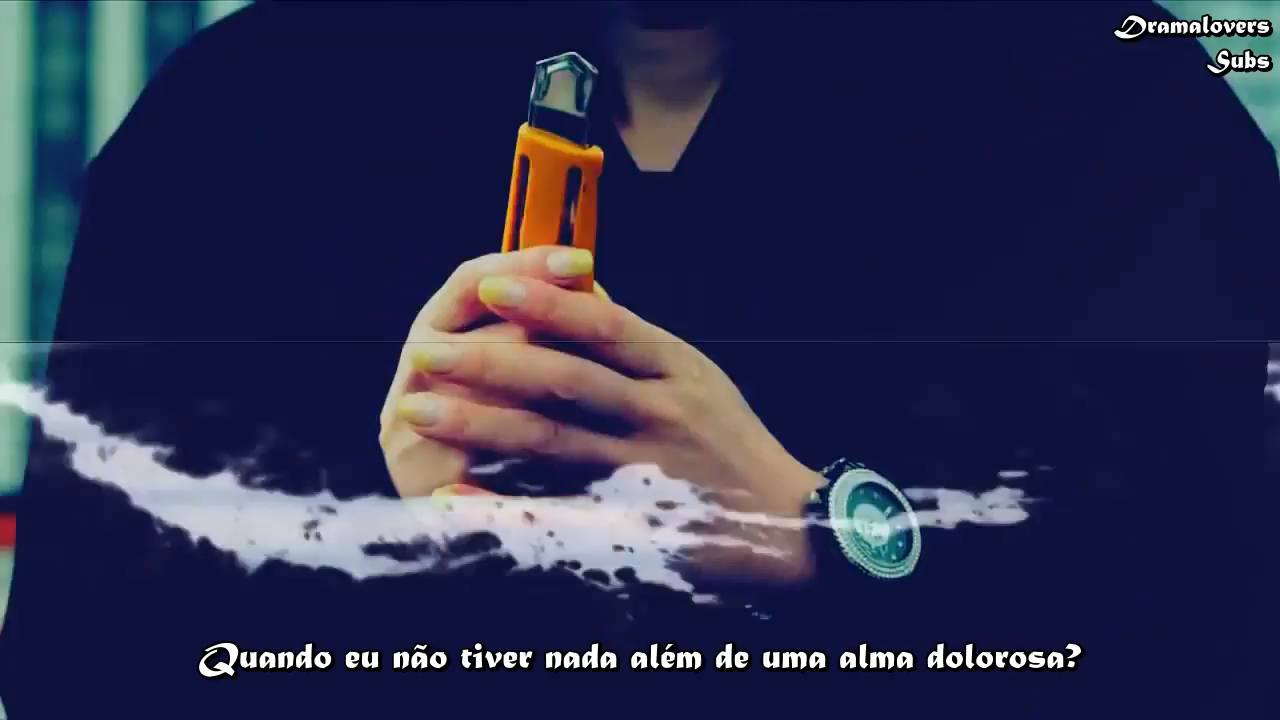 Dramalovers
Subs
Quando eu não tiver nada além de uma alma dolorosa?